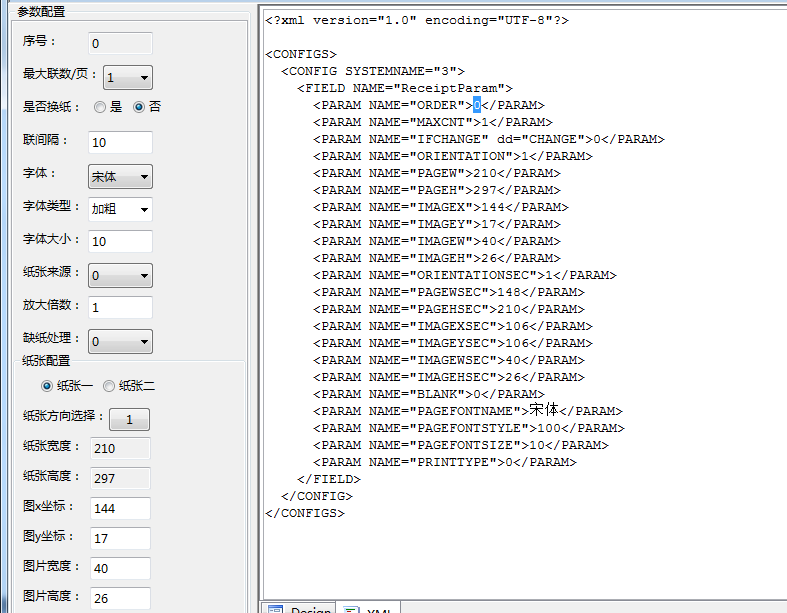 参数配置
序号： 0
最大联数/页： 1
是否换纸： 是 否
联间隔： 10
字体： 宋体
字体类型： 加粗
字体大小： 10
纸张来源： 0
放大倍数： 1
缺纸处理： 0
纸张配置
纸张一 纸张二
纸张方向选择： 1
纸张宽度： 210
纸张高度： 297
图x坐标： 144
图y坐标： 17
图片宽度： 40
图片高度： 26
<?xml version="1.0" encoding="UTF-8"?>
<CONFIGS>
<CONFIG SYSTEMNAME="3">
<FIELD NAME="ReceiptParam">
<PARAM NAME="ORDER">0</PARAM>
<PARAM NAME="MAXCNT">1</PARAM>
<PARAM NAME="IFCHANGE" dd="CHANGE">0</PARAM>
<PARAM NAME="ORIENTATION">1</PARAM>
<PARAM NAME="PAGEW">210</PARAM>
<PARAM NAME="PAGEH">297</PARAM>
<PARAM NAME="IMAGEX">144</PARAM>
<PARAM NAME="IMAGEY">17</PARAM>
<PARAM NAME="IMAGEW">40</PARAM>
<PARAM NAME="IMAGEH">26</PARAM>
<PARAM NAME="ORIENTATIONSEC">1</PARAM>
<PARAM NAME="PAGEWSEC">148</PARAM>
<PARAM NAME="PAGEHSEC">210</PARAM>
<PARAM NAME="IMAGEXSEC">106</PARAM>
<PARAM NAME="IMAGEYSEC">106</PARAM>
<PARAM NAME="IMAGEWSEC">40</PARAM>
<PARAM NAME="IMAGEHSEC">26</PARAM>
<PARAM NAME="BLANK">0</PARAM>
<PARAM NAME="PAGEFONTNAME">宋体</PARAM>
<PARAM NAME="PAGEFONTSTYLE">100</PARAM>
<PARAM NAME="PAGEFONTSIZE">10</PARAM>
<PARAM NAME="PRINTTYPE">0</PARAM>
</FIELD>
</CONFIG>
</CONFIGS>
Design XML